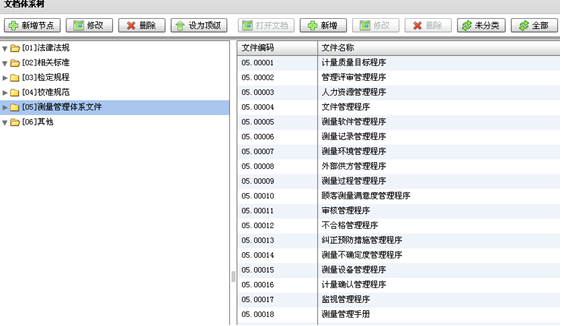 文档体系树
新增节点 修改 删除 设为顶级 打开文档 新增 修改 删除 未分类 全部
[01]法律法规
[02]相关标准
[03]检定规程
[04]校准规范
[05]测量管理体系文件
[06]其他
文件编码 文件名称
05.00001 计量质量目标程序
05.00002 管理评审管理程序
05.00003 人力资源管理程序
05.00004 文件管理程序
05.00005 测量软件管理程序
05.00006 测量记录管理程序
05.00007 测量环境管理程序
05.00008 外部供方管理程序
05.00009 测量过程管理程序
05.00010 顾客测量满意度管理程序
05.00011 审核管理程序
05.00012 不合格管理程序
05.00013 纠正预防措施管理程序
05.00014 测量不确定度管理程序
05.00015 测量设备管理程序
05.00016 计量确认管理程序
05.00017 监视管理程序
05.00018 测量管理手册